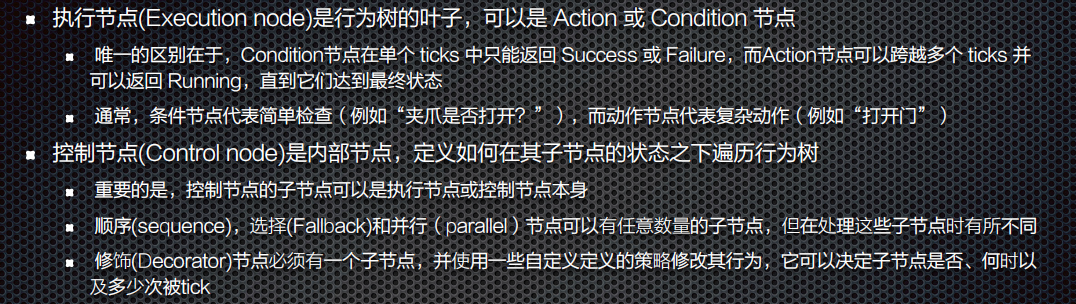 执行节点(Execution node)是行为树的叶子，可以是 Action 或 Condition 节点
唯一的区别在于，Condition节点在单个 ticks 中只能返回 Success 或 Failure，而Action节点可以跨越多个 ticks 并
可以返回 Running，直到它们达到最终状态
通常，条件节点代表简单检查（例如“夹爪是否打开？”），而动作节点代表复杂动作（例如“打开门”）
控制节点(Control node)是内部节点，定义如何在其子节点的状态之下遍历行为树
重要的是，控制节点的子节点可以是执行节点或控制节点本身
顺序(sequence)，选择(Fallback)和并行（parallel）节点可以有任意数量的子节点，但在处理这些子节点时有所不同
修饰(Decorator)节点必须有一个子节点，并使用一些自定义定义的策略修改其行为，它可以决定子节点是否、何时以
及多少次被tick